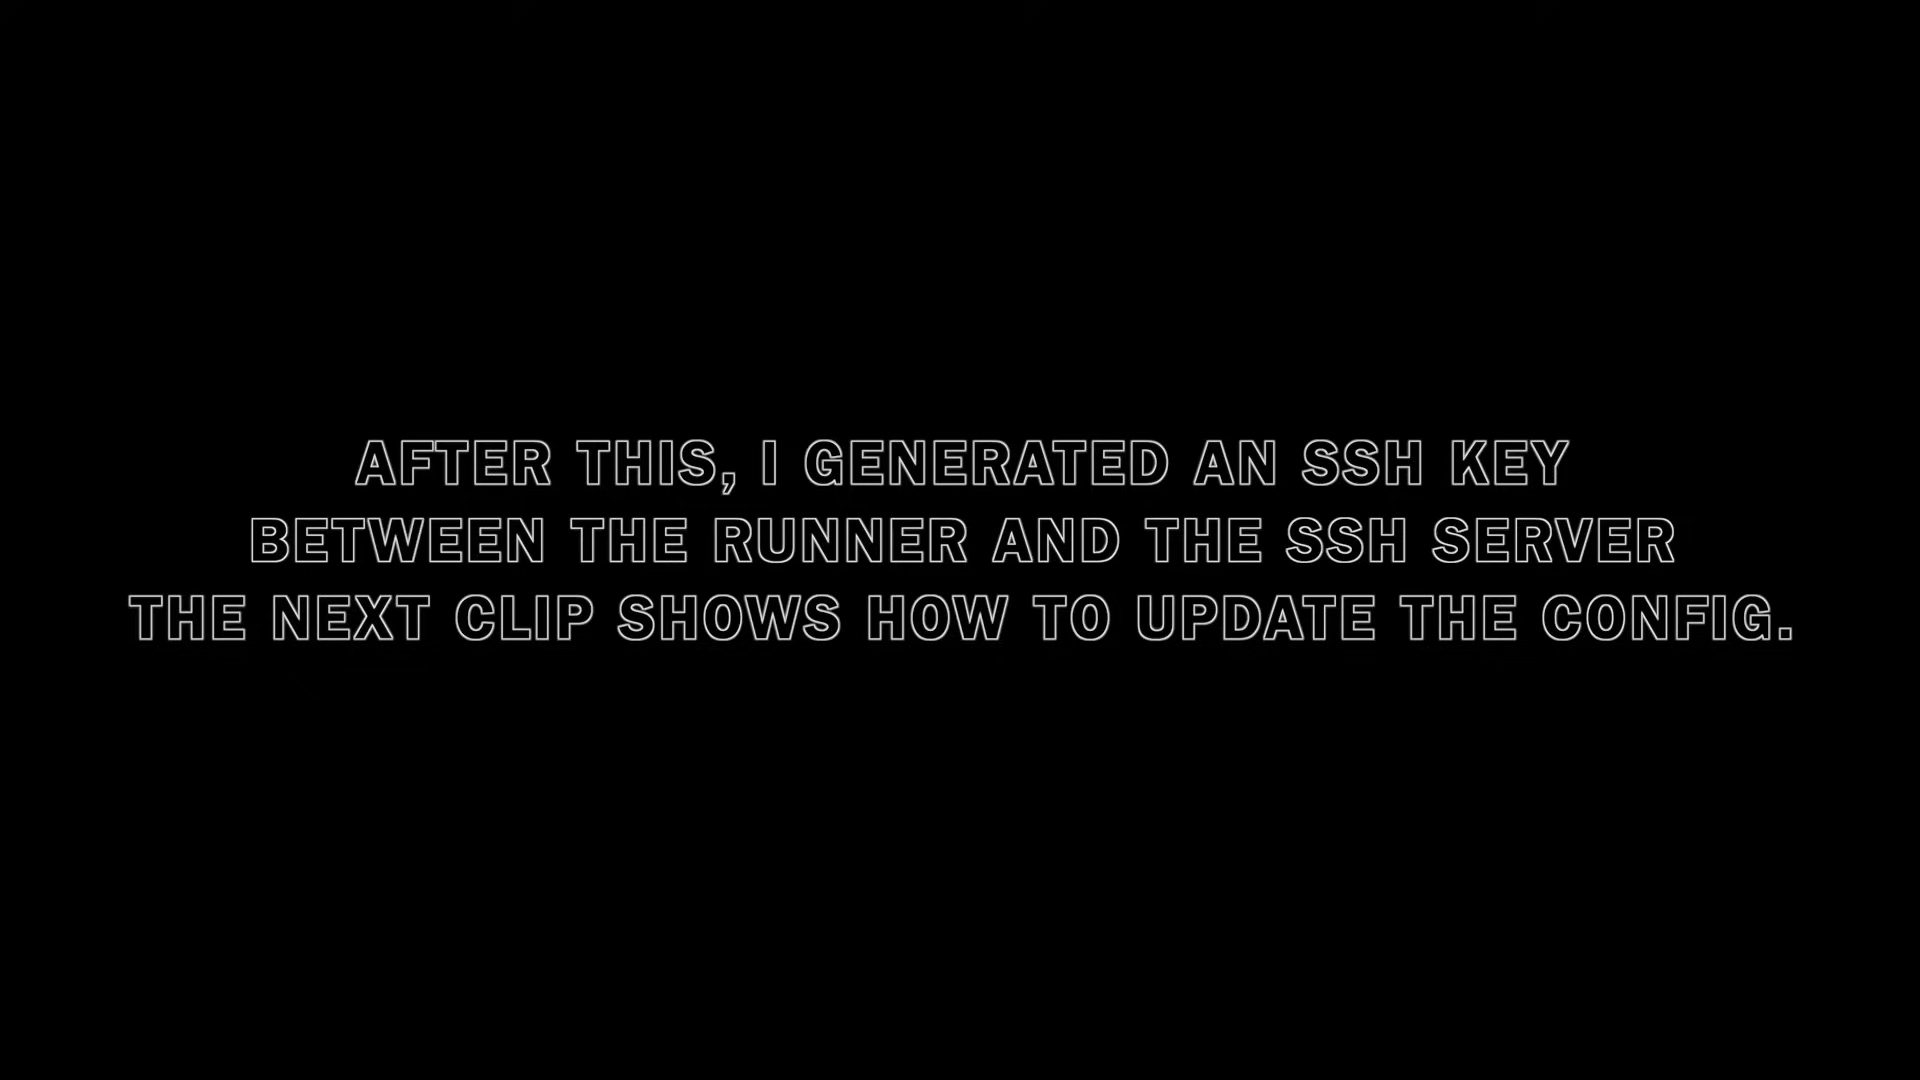 AFTER THIS, I GENERATED AN SSH KEY
BETWEEN THE RUNNER AND THE SSH SERVER
THE NEXT CLIP SHOWS HOW TO UPDATE THE CONFIG.